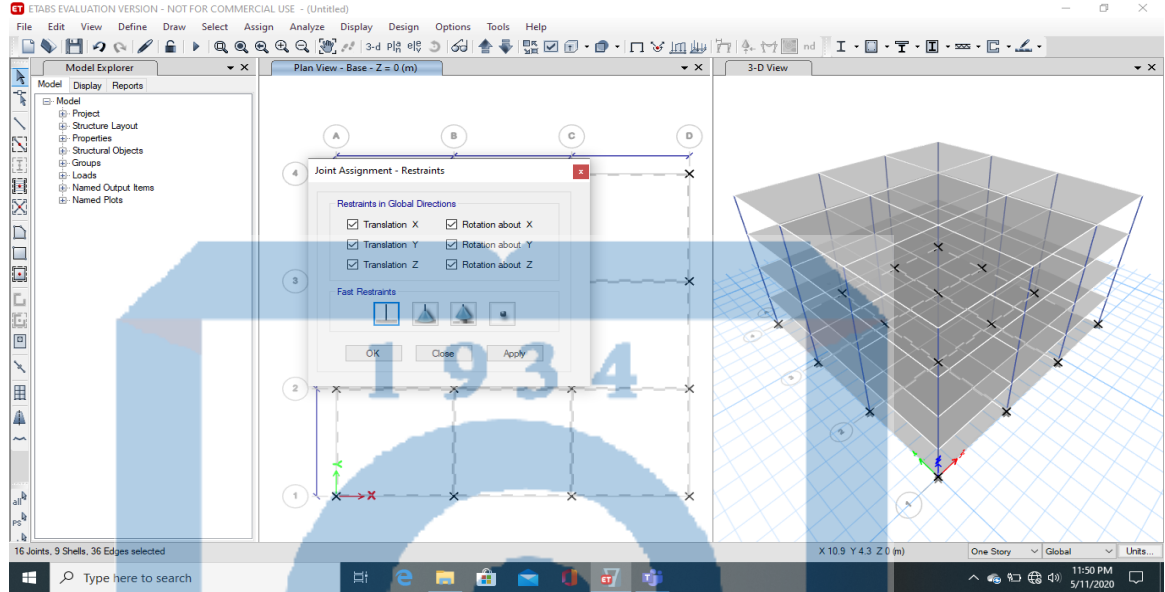 ETABS EVALUATION VERSION - NOT FOR COMMERCIAL USE - (Untitled)
File Edit View Define Draw Select Assign Analyze Display Design Options Tools Help
3-d
nd
Model Explorer
Plan View - Base - Z = 0 (m)
3-D View
Model Display Reports
Model
Project
Structure Layout
Properties
Structural Objects
Groups
Loads
Named Output Items
Named Plots
A B C D
4
3
2
1
Joint Assignment - Restraints
Restraints in Global Directions
Translation X Rotation about X
Translation Y Rotation about Y
Translation Z Rotation about Z
Fast Restraints
OK Close Apply
1934
Y
X
all
PS
16 Joints, 9 Shells, 36 Edges selected
X 10.9 Y 4.3 Z 0 (m)
One Story Global Units...
Type here to search
11:50 PM
5/11/2020